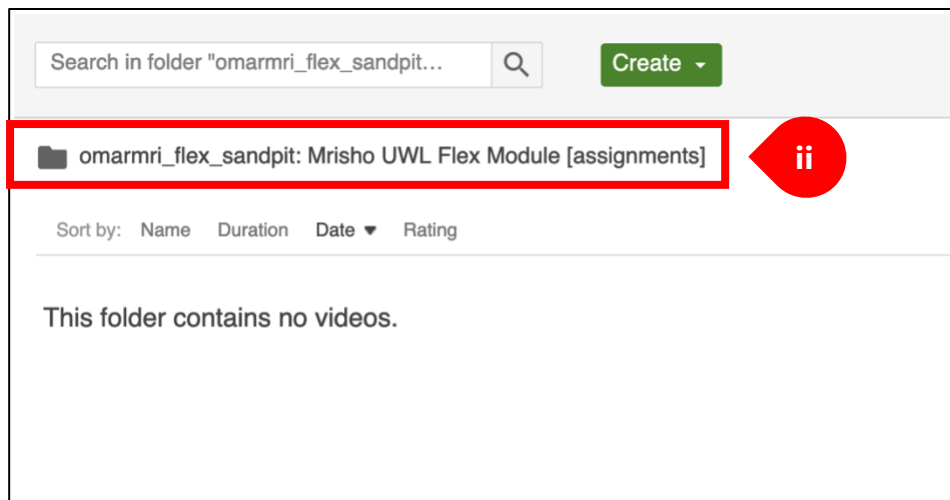 Search in folder "omarmri_flex_sandpit...
Create
omarmri_flex_sandpit: Mrisho UWL Flex Module [assignments]
ii
Sort by: Name Duration Date Rating
This folder contains no videos.